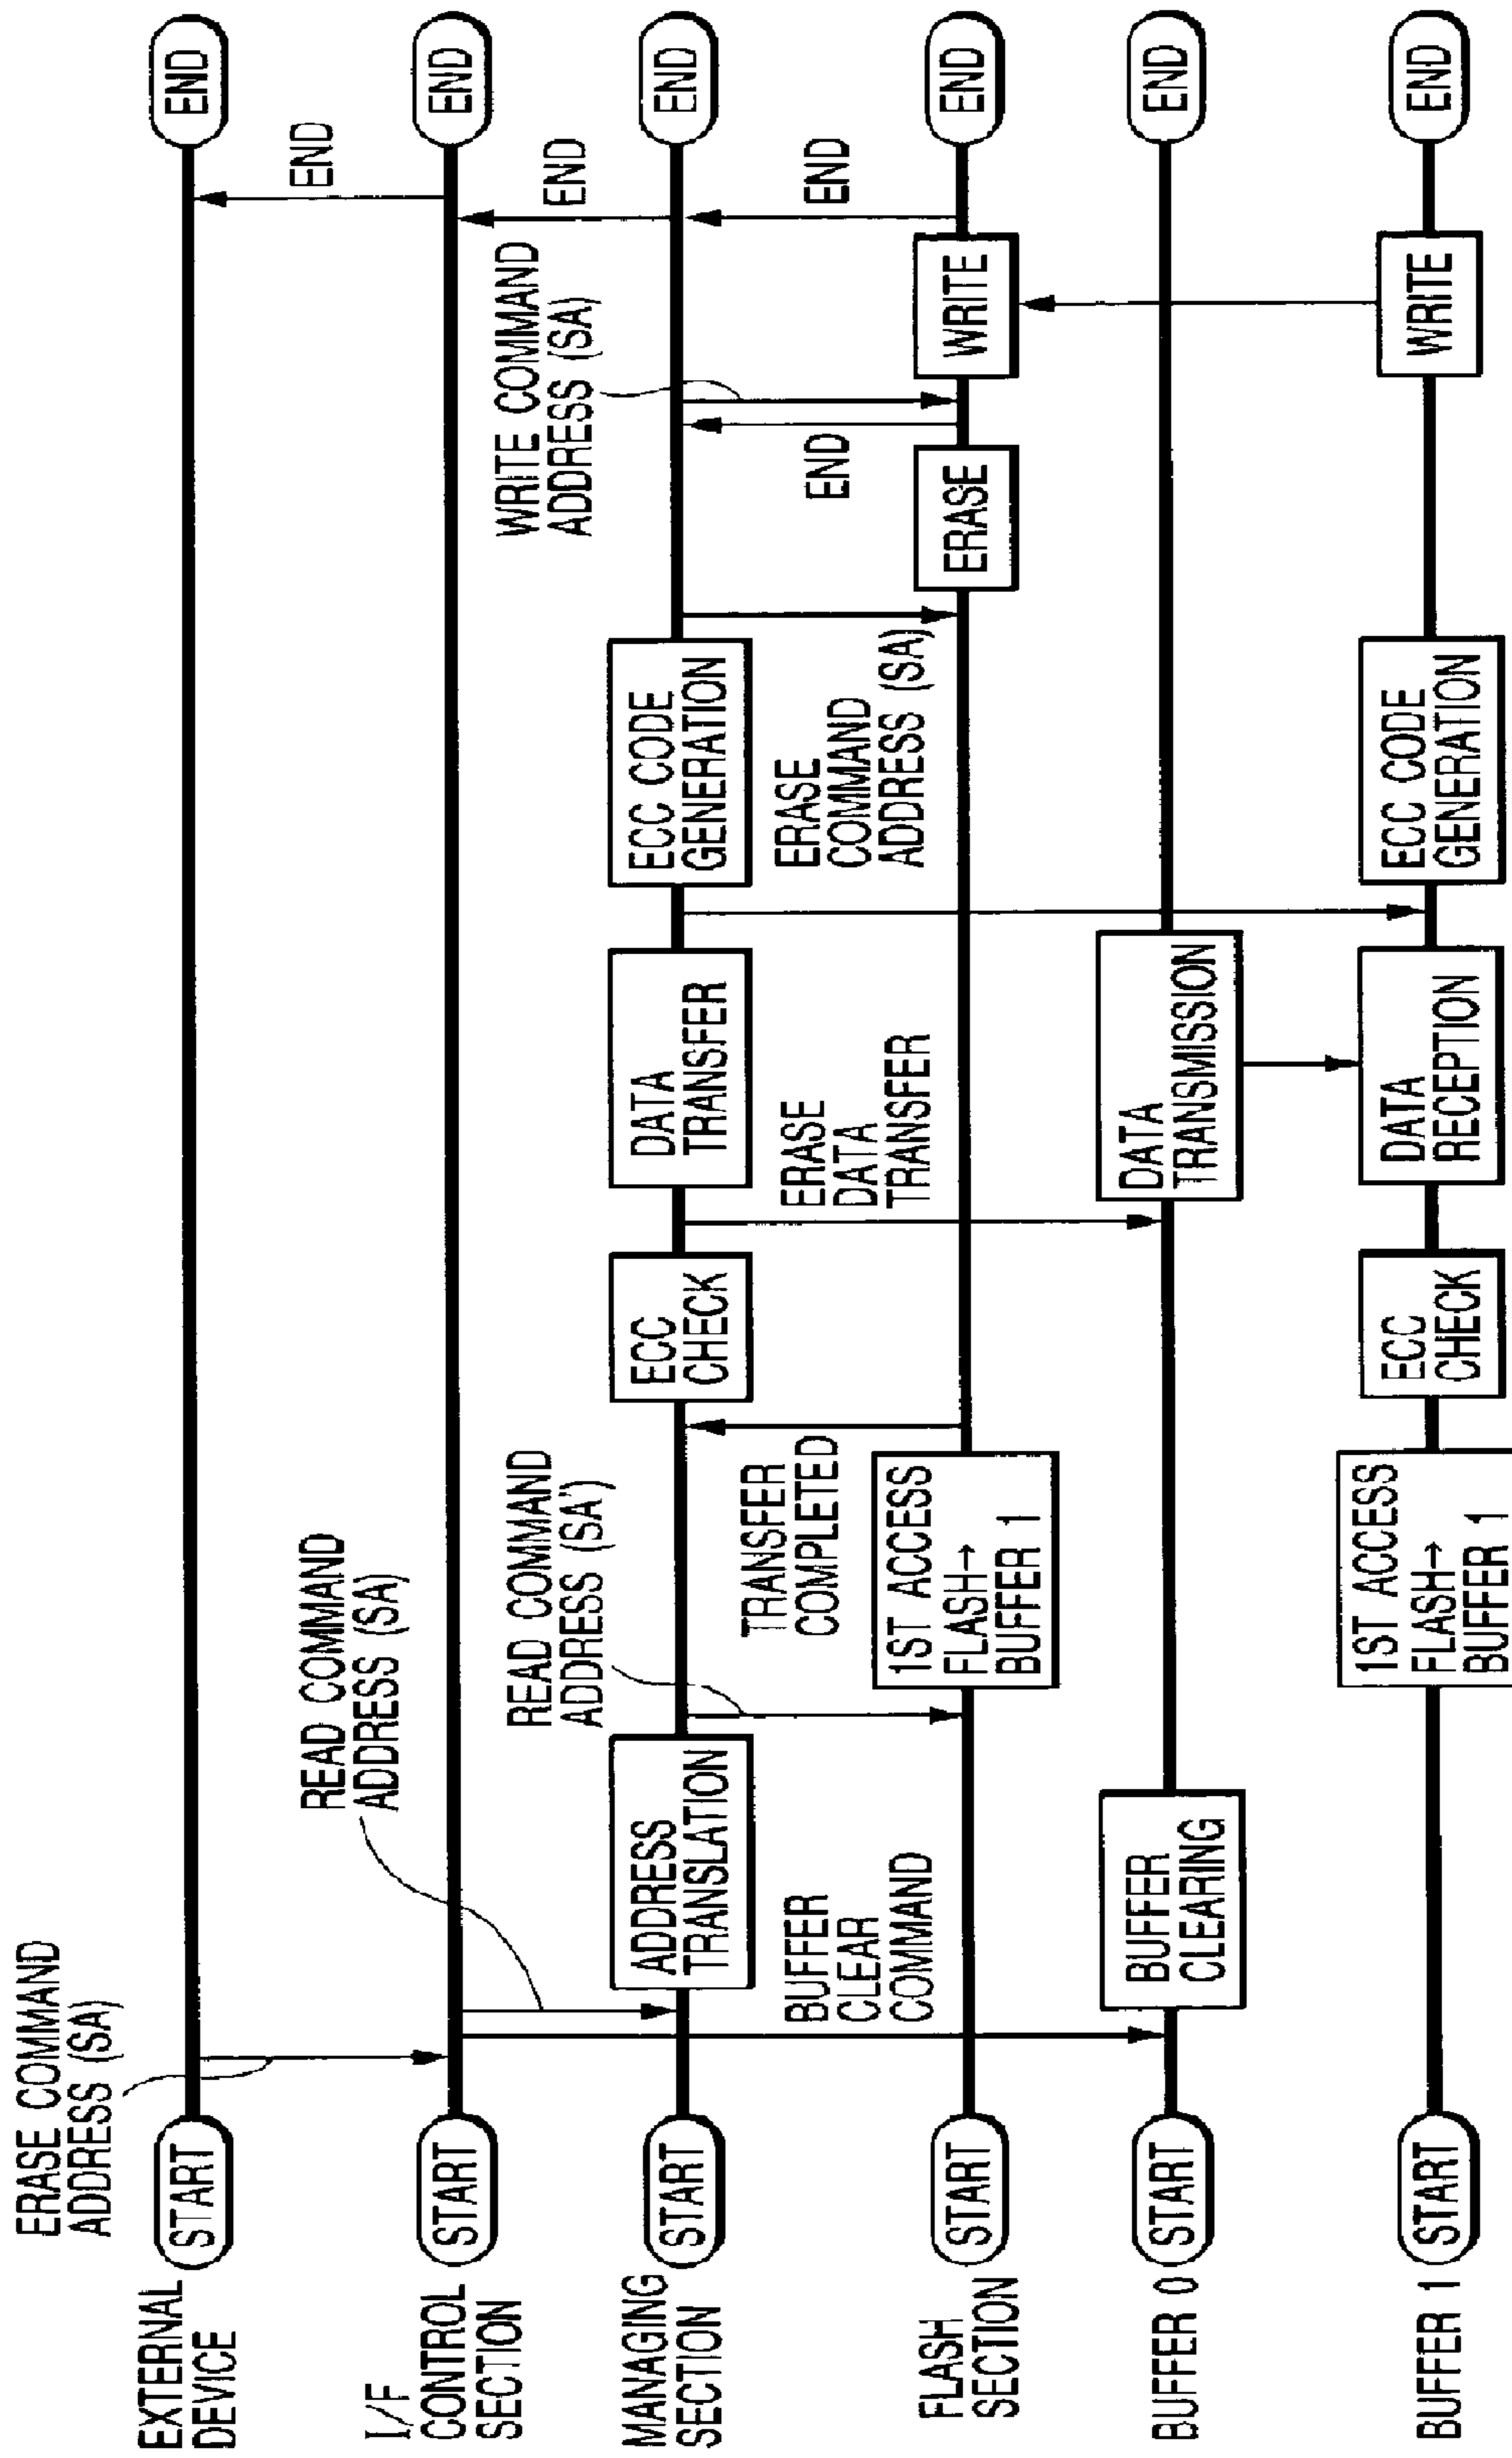 EXTERNAL
DEVICE
START
ERASE COMMAND
ADDRESS (SA)
END
END
I/F
CONTROL
SECTION
START
READ COMMAND
ADDRESS (SA)
END
END
MANAGING
SECTION
START
ADDRESS
TRANSLATION
READ COMMAND
ADDRESS (SA')
ECC
CHECK
DATA
TRANSFER
ECC CODE
GENERATION
WRITE COMMAND
ADDRESS (SA)
END
BUFFER
CLEAR
COMMAND
TRANSFER
COMPLETED
ERASE
DATA
TRANSFER
ERASE
COMMAND
ADDRESS (SA)
END
END
FLASH
SECTION
START
1ST ACCESS
FLASH→
BUFFER 1
ERASE
WRITE
END
BUFFER 0
START
BUFFER
CLEARING
DATA
TRANSMISSION
END
BUFFER 1
START
1ST ACCESS
FLASH→
BUFFER 1
ECC
CHECK
DATA
RECEPTION
ECC CODE
GENERATION
WRITE
END